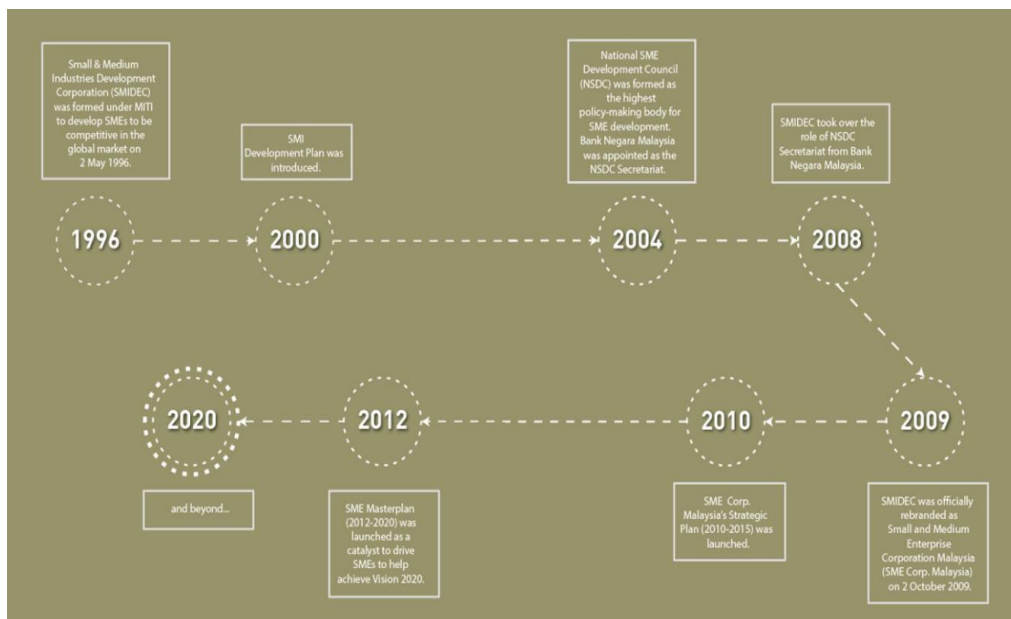 Small & Medium
Industries Development
Corporation (SMIDEC)
was formed under MITI
to develop SMEs to be
competitive in the
global market on
2 May 1996.
1996
SMI
Development Plan was
introduced.
2000
National SME
Development Council
(NSDC) was formed as
the highest
policy-making body for
SME development.
Bank Negara Malaysia
was appointed as the
NSDC Secretariat.
2004
SMIDEC took over the
role of NSDC
Secretariat from Bank
Negara Malaysia.
2008
2009
SMIDEC was officially
rebranded as
Small and Medium
Enterprise
Corporation Malaysia
(SME Corp. Malaysia)
on 2 October 2009.
2010
SME Corp.
Malaysia's Strategic
Plan (2010-2015) was
launched.
2012
SME Masterplan
(2012-2020) was
launched as a
catalyst to drive
SMEs to help
achieve Vision 2020.
2020
and beyond...